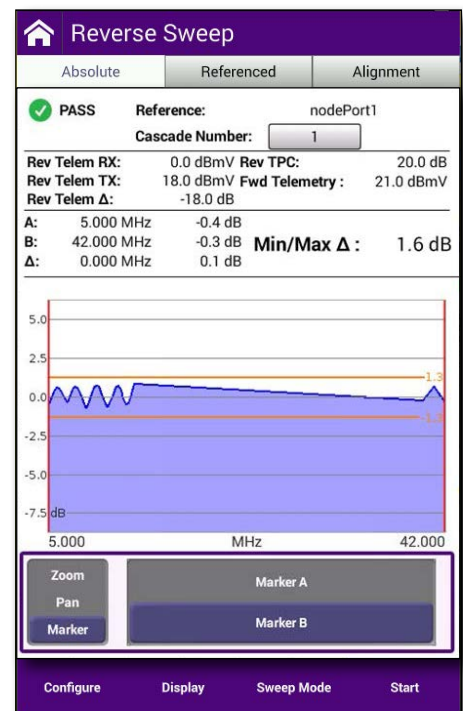 Reverse Sweep
Absolute Referenced Alignment
PASS Reference: nodePort1
Cascade Number: 1
Rev Telem RX: 0.0 dBmV Rev TPC: 20.0 dB
Rev Telem TX: 18.0 dBmV Fwd Telemetry : 21.0 dBmV
Rev Telem Δ: -18.0 dB
A: 5.000 MHz -0.4 dB
B: 42.000 MHz -0.3 dB Min/Max Δ : 1.6 dB
Δ: 0.000 MHz 0.1 dB
5.0
2.5
1.3
0.0
-1.3
-2.5
-5.0
-7.5 dB
5.000 MHz 42.000
Zoom
Pan
Marker
Marker A
Marker B
Configure Display Sweep Mode Start